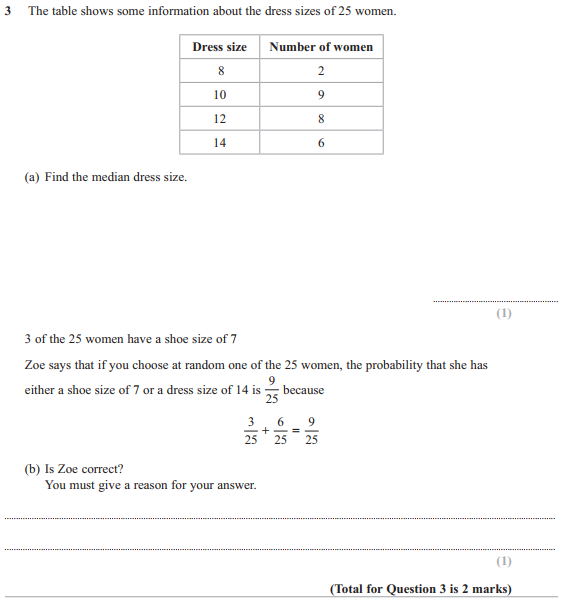 3 The table shows some information about the dress sizes of 25 women.
Dress size Number of women
8 2
10 9
12 8
14 6
(a) Find the median dress size.
(1)
3 of the 25 women have a shoe size of 7
Zoe says that if you choose at random one of the 25 women, the probability that she has
either a shoe size of 7 or a dress size of 14 is 9/25 because
3/25 + 6/25 = 9/25
(b) Is Zoe correct?
You must give a reason for your answer.
(1)
(Total for Question 3 is 2 marks)